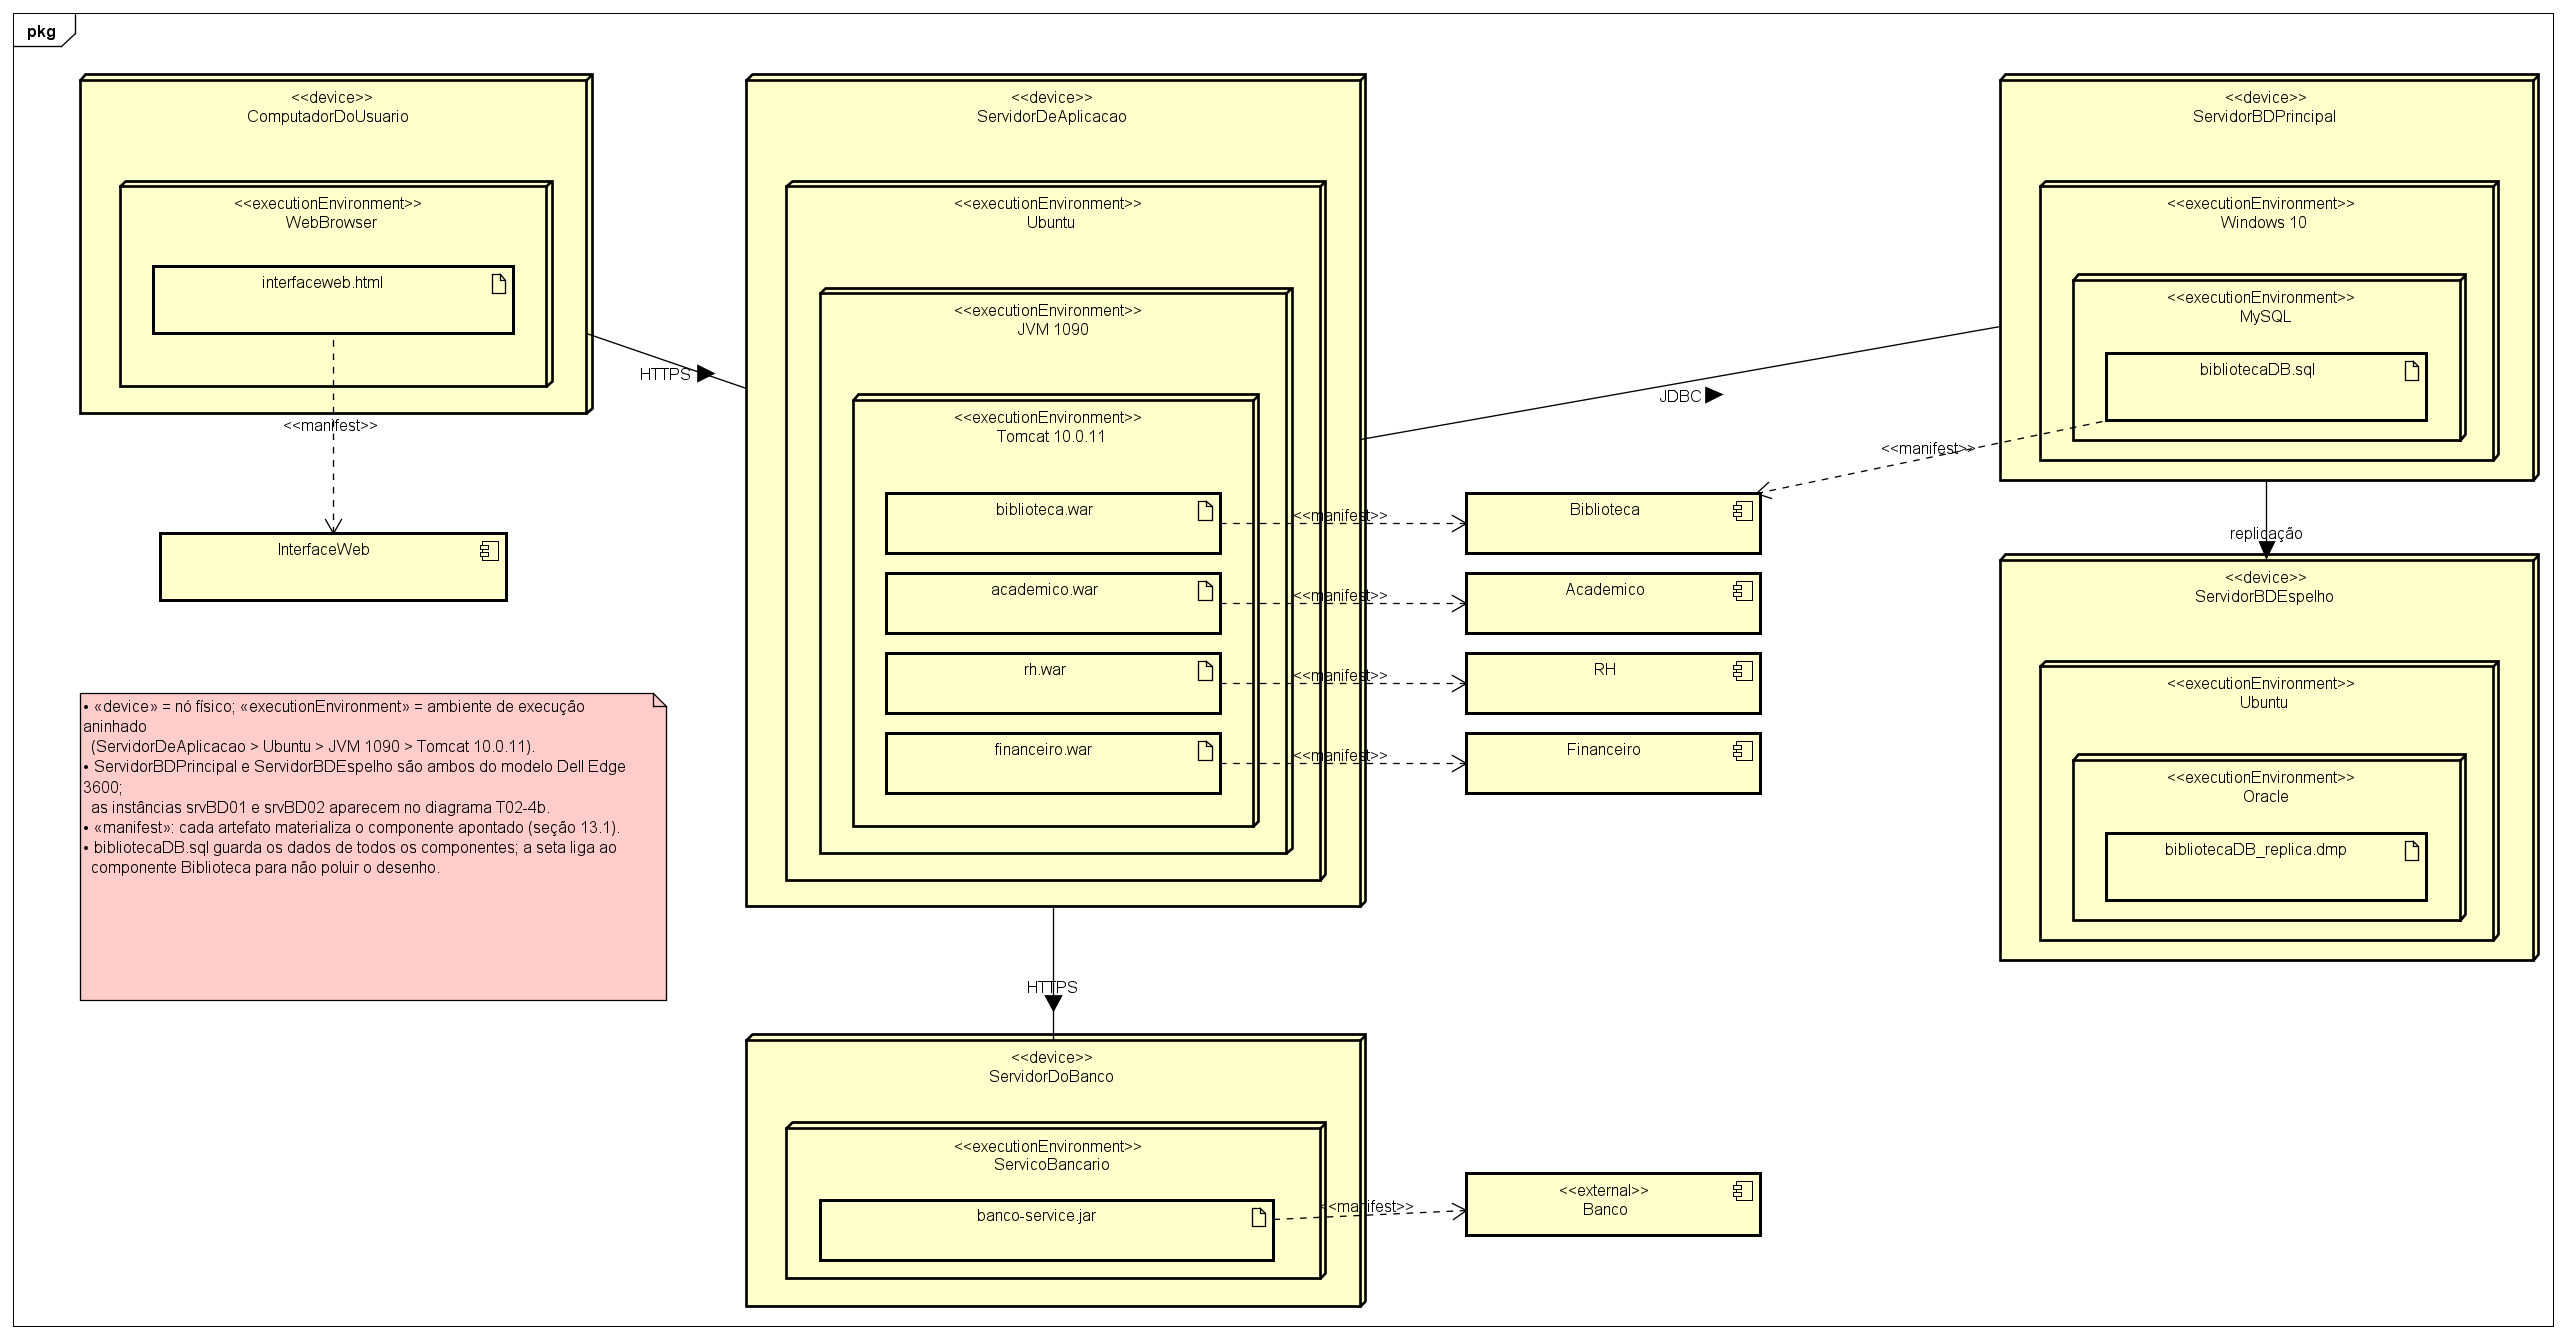 pkg
<<device>>
ComputadorDoUsuario
<<executionEnvironment>>
WebBrowser
interfaceweb.html
<<manifest>>
InterfaceWeb
HTTPS
<<device>>
ServidorDeAplicacao
<<executionEnvironment>>
Ubuntu
<<executionEnvironment>>
JVM 1090
<<executionEnvironment>>
Tomcat 10.0.11
biblioteca.war
<<manifest>>
Biblioteca
academico.war
<<manifest>>
Academico
rh.war
<<manifest>>
RH
financeiro.war
<<manifest>>
Financeiro
JDBC
<<device>>
ServidorBDPrincipal
<<executionEnvironment>>
Windows 10
<<executionEnvironment>>
MySQL
bibliotecaDB.sql
<<manifest>>
replicação
<<device>>
ServidorBDEspelho
<<executionEnvironment>>
Ubuntu
<<executionEnvironment>>
Oracle
bibliotecaDB_replica.dmp
• «device» = nó físico; «executionEnvironment» = ambiente de execução
aninhado
(ServidorDeAplicacao > Ubuntu > JVM 1090 > Tomcat 10.0.11).
• ServidorBDPrincipal e ServidorBDEspelho são ambos do modelo Dell Edge
3600;
as instâncias srvBD01 e srvBD02 aparecem no diagrama T02-4b.
• «manifest»: cada artefato materializa o componente apontado (seção 13.1).
• bibliotecaDB.sql guarda os dados de todos os componentes; a seta liga ao
componente Biblioteca para não poluir o desenho.
HTTPS
<<device>>
ServidorDoBanco
<<executionEnvironment>>
ServicoBancario
banco-service.jar
<<manifest>>
<<external>>
Banco